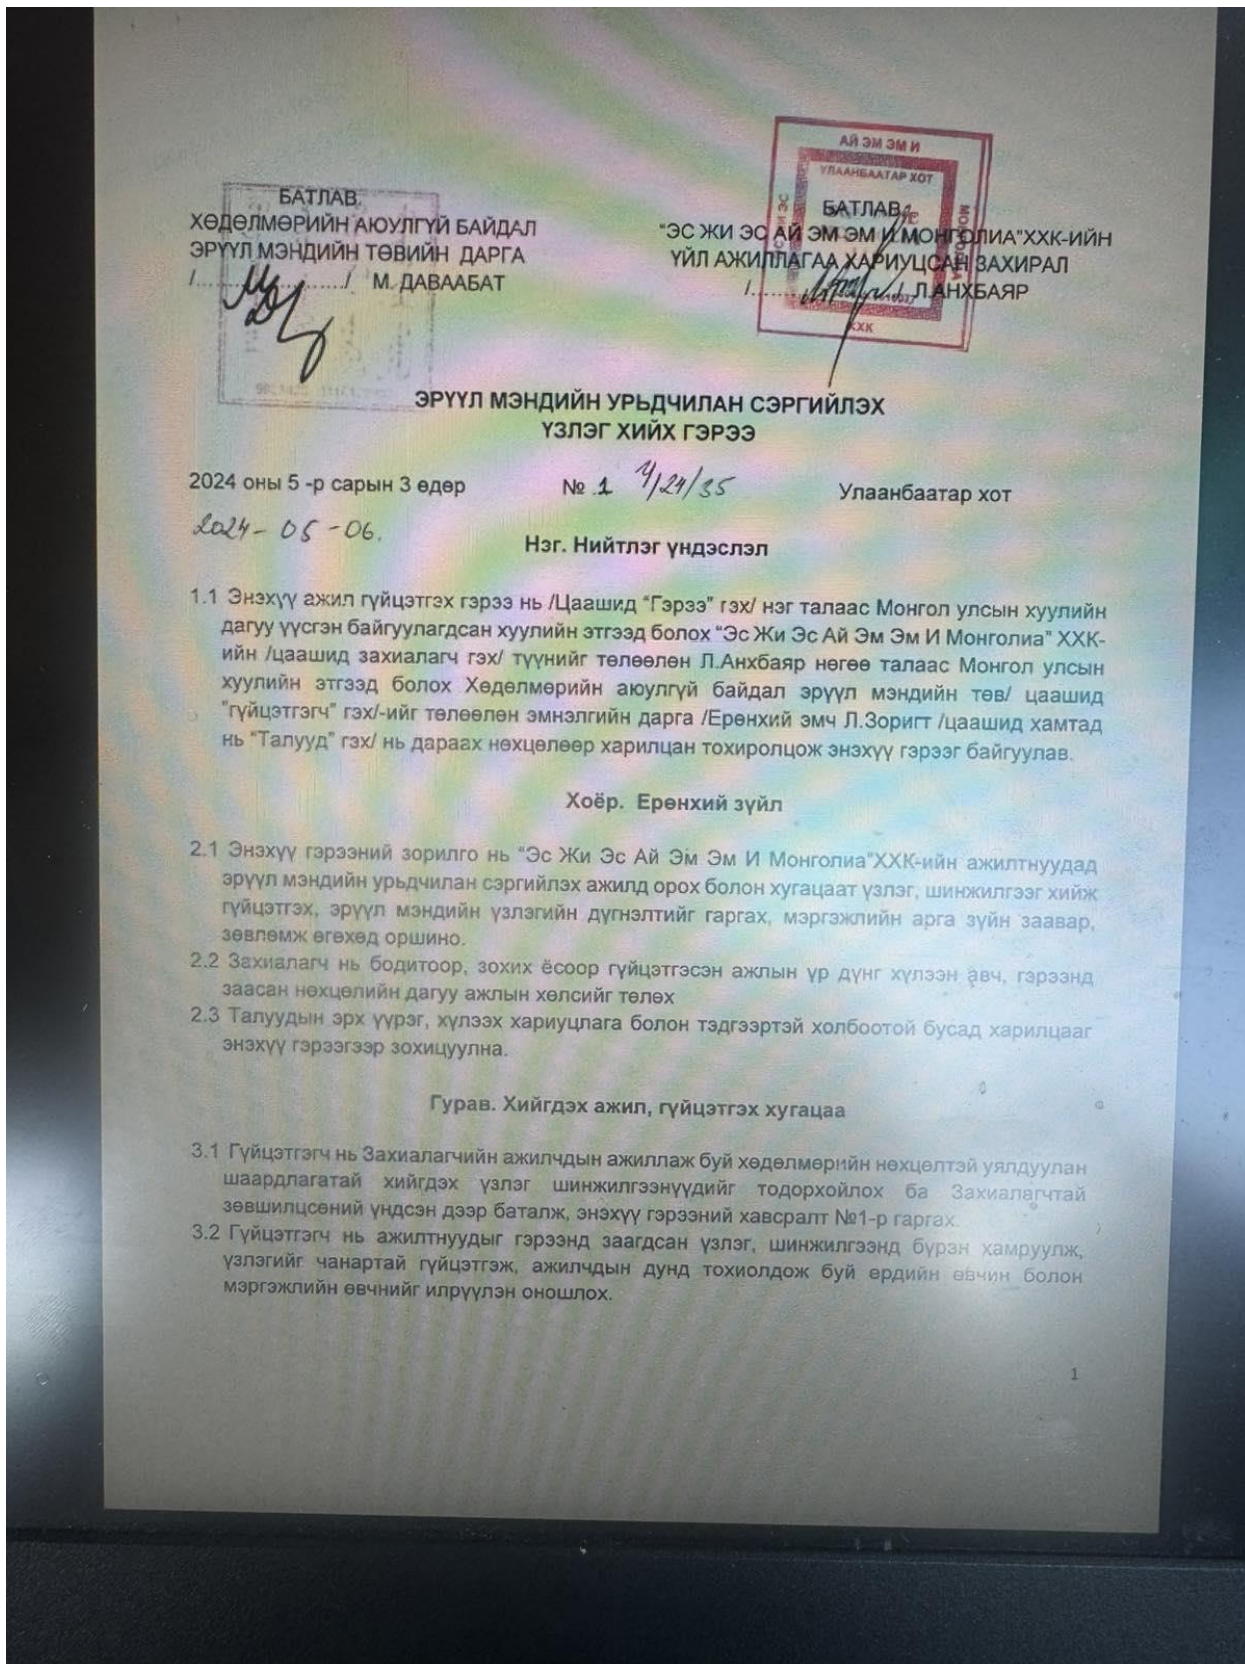 АЙ ЭМ ЭМ И
УЛААНБААТАР ХОТ
БАТЛАВ.
ХӨДӨЛМӨРИЙН АЮУЛГҮЙ БАЙДАЛ
ЭРҮҮЛ МЭНДИЙН ТӨВИЙН ДАРГА
/........................../ М. ДАВААБАТ
БАТЛАВ.
"ЭС ЖИ ЭС АЙ ЭМ ЭМ И МОНГОЛИА"ХХК-ИЙН
ҮЙЛ АЖИЛЛАГАА ХАРИУЦСАН ЗАХИРАЛ
/........................../ Л.АНХБАЯР
ХХК
ЭРҮҮЛ МЭНДИЙН УРЬДЧИЛАН СЭРГИЙЛЭХ
ҮЗЛЭГ ХИЙХ ГЭРЭЭ
2024 оны 5 -р сарын 3 өдөр № 1 4/24/35 Улаанбаатар хот
2024-05-06.
Нэг. Нийтлэг үндэслэл
1.1 Энэхүү ажил гүйцэтгэх гэрээ нь /Цаашид "Гэрээ" гэх/ нэг талаас Монгол улсын хуулийн
дагуу үүсгэн байгуулагдсан хуулийн этгээд болох "Эс Жи Эс Ай Эм Эм И Монголиа" ХХК-
ийн /цаашид захиалагч гэх/ түүнийг төлөөлөн Л.Анхбаяр нөгөө талаас Монгол улсын
хуулийн этгээд болох Хөдөлмөрийн аюулгүй байдал эрүүл мэндийн төв/ цаашид
"гүйцэтгэгч" гэх/-ийг төлөөлөн эмнэлгийн дарга /Ерөнхий эмч Л.Зоригт /цаашид хамтад
нь "Талууд" гэх/ нь дараах нөхцөлөөр харилцан тохиролцож энэхүү гэрээг байгуулав.
Хоёр. Ерөнхий зүйл
2.1 Энэхүү гэрээний зорилго нь "Эс Жи Эс Ай Эм Эм И Монголиа"ХХК-ийн ажилтнуудад
эрүүл мэндийн урьдчилан сэргийлэх ажилд орох болон хугацаат үзлэг, шинжилгээг хийж
гүйцэтгэх, эрүүл мэндийн үзлэгийн дүгнэлтийг гаргах, мэргэжлийн арга зүйн заавар,
зөвлөмж өгөхөд оршино.
2.2 Захиалагч нь бодитоор, зохих ёсоор гүйцэтгэсэн ажлын үр дүнг хүлээн авч, гэрээнд
заасан нөхцөлийн дагуу ажлын хөлсийг төлөх
2.3 Талуудын эрх үүрэг, хүлээх хариуцлага болон тэдгээртэй холбоотой бусад харилцааг
энэхүү гэрээгээр зохицуулна.
Гурав. Хийгдэх ажил, гүйцэтгэх хугацаа
3.1 Гүйцэтгэгч нь Захиалагчийн ажилчдын ажиллаж буй хөдөлмөрийн нөхцөлтэй уялдуулан
шаардлагатай хийгдэх үзлэг шинжилгээнүүдийг тодорхойлох ба Захиалагчтай
зөвшилцсөний үндсэн дээр баталж, энэхүү гэрээний хавсралт №1-р гаргах.
3.2 Гүйцэтгэгч нь ажилтнуудыг гэрээнд заагдсан үзлэг, шинжилгээнд бүрэн хамруулж,
үзлэгийг чанартай гүйцэтгэж, ажилчдын дунд тохиолдож буй ердийн өвчин болон
мэргэжлийн өвчнийг илрүүлэн оношлох.
1